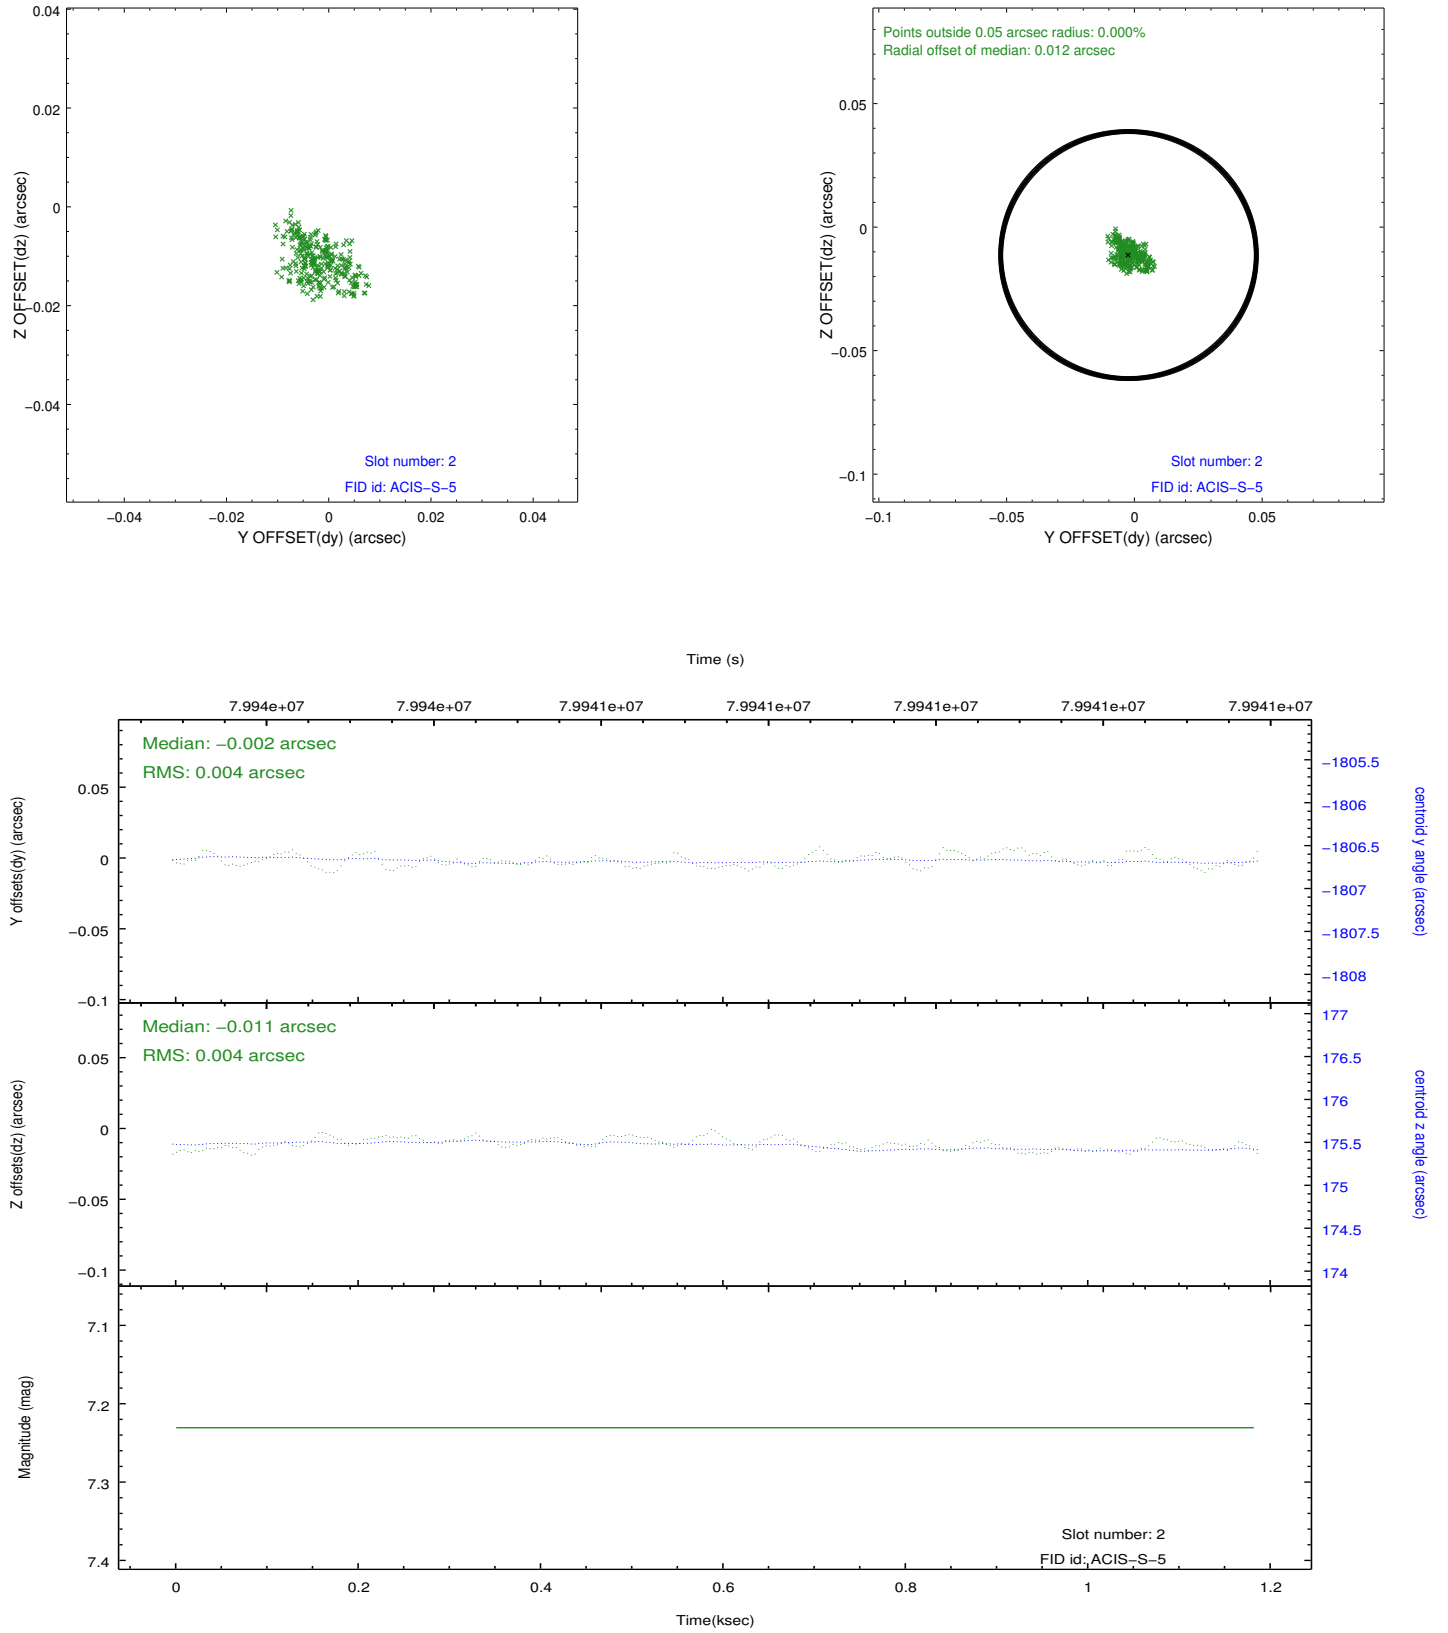 0.04
0.02
0
−0.02
−0.04
Z OFFSET(dz) (arcsec)
−0.04 −0.02 0 0.02 0.04
Y OFFSET(dy) (arcsec)
Slot number: 2
FID id: ACIS−S−5
Points outside 0.05 arcsec radius: 0.000%
Radial offset of median: 0.012 arcsec
0.05
0
−0.05
−0.1
Z OFFSET(dz) (arcsec)
−0.1 −0.05 0 0.05
Y OFFSET(dy) (arcsec)
Slot number: 2
FID id: ACIS−S−5
Time (s)
7.994e+07 7.994e+07 7.9941e+07 7.9941e+07 7.9941e+07 7.9941e+07 7.9941e+07
Median: −0.002 arcsec
RMS: 0.004 arcsec
0.05
0
−0.05
−0.1
Y offsets(dy) (arcsec)
−1805.5
−1806
−1806.5
−1807
−1807.5
−1808
centroid y angle (arcsec)
Median: −0.011 arcsec
RMS: 0.004 arcsec
0.05
0
−0.05
−0.1
Z offsets(dz) (arcsec)
177
176.5
176
175.5
175
174.5
174
centroid z angle (arcsec)
7.1
7.2
7.3
7.4
Magnitude (mag)
Slot number: 2
FID id: ACIS−S−5
0 0.2 0.4 0.6 0.8 1 1.2
Time(ksec)